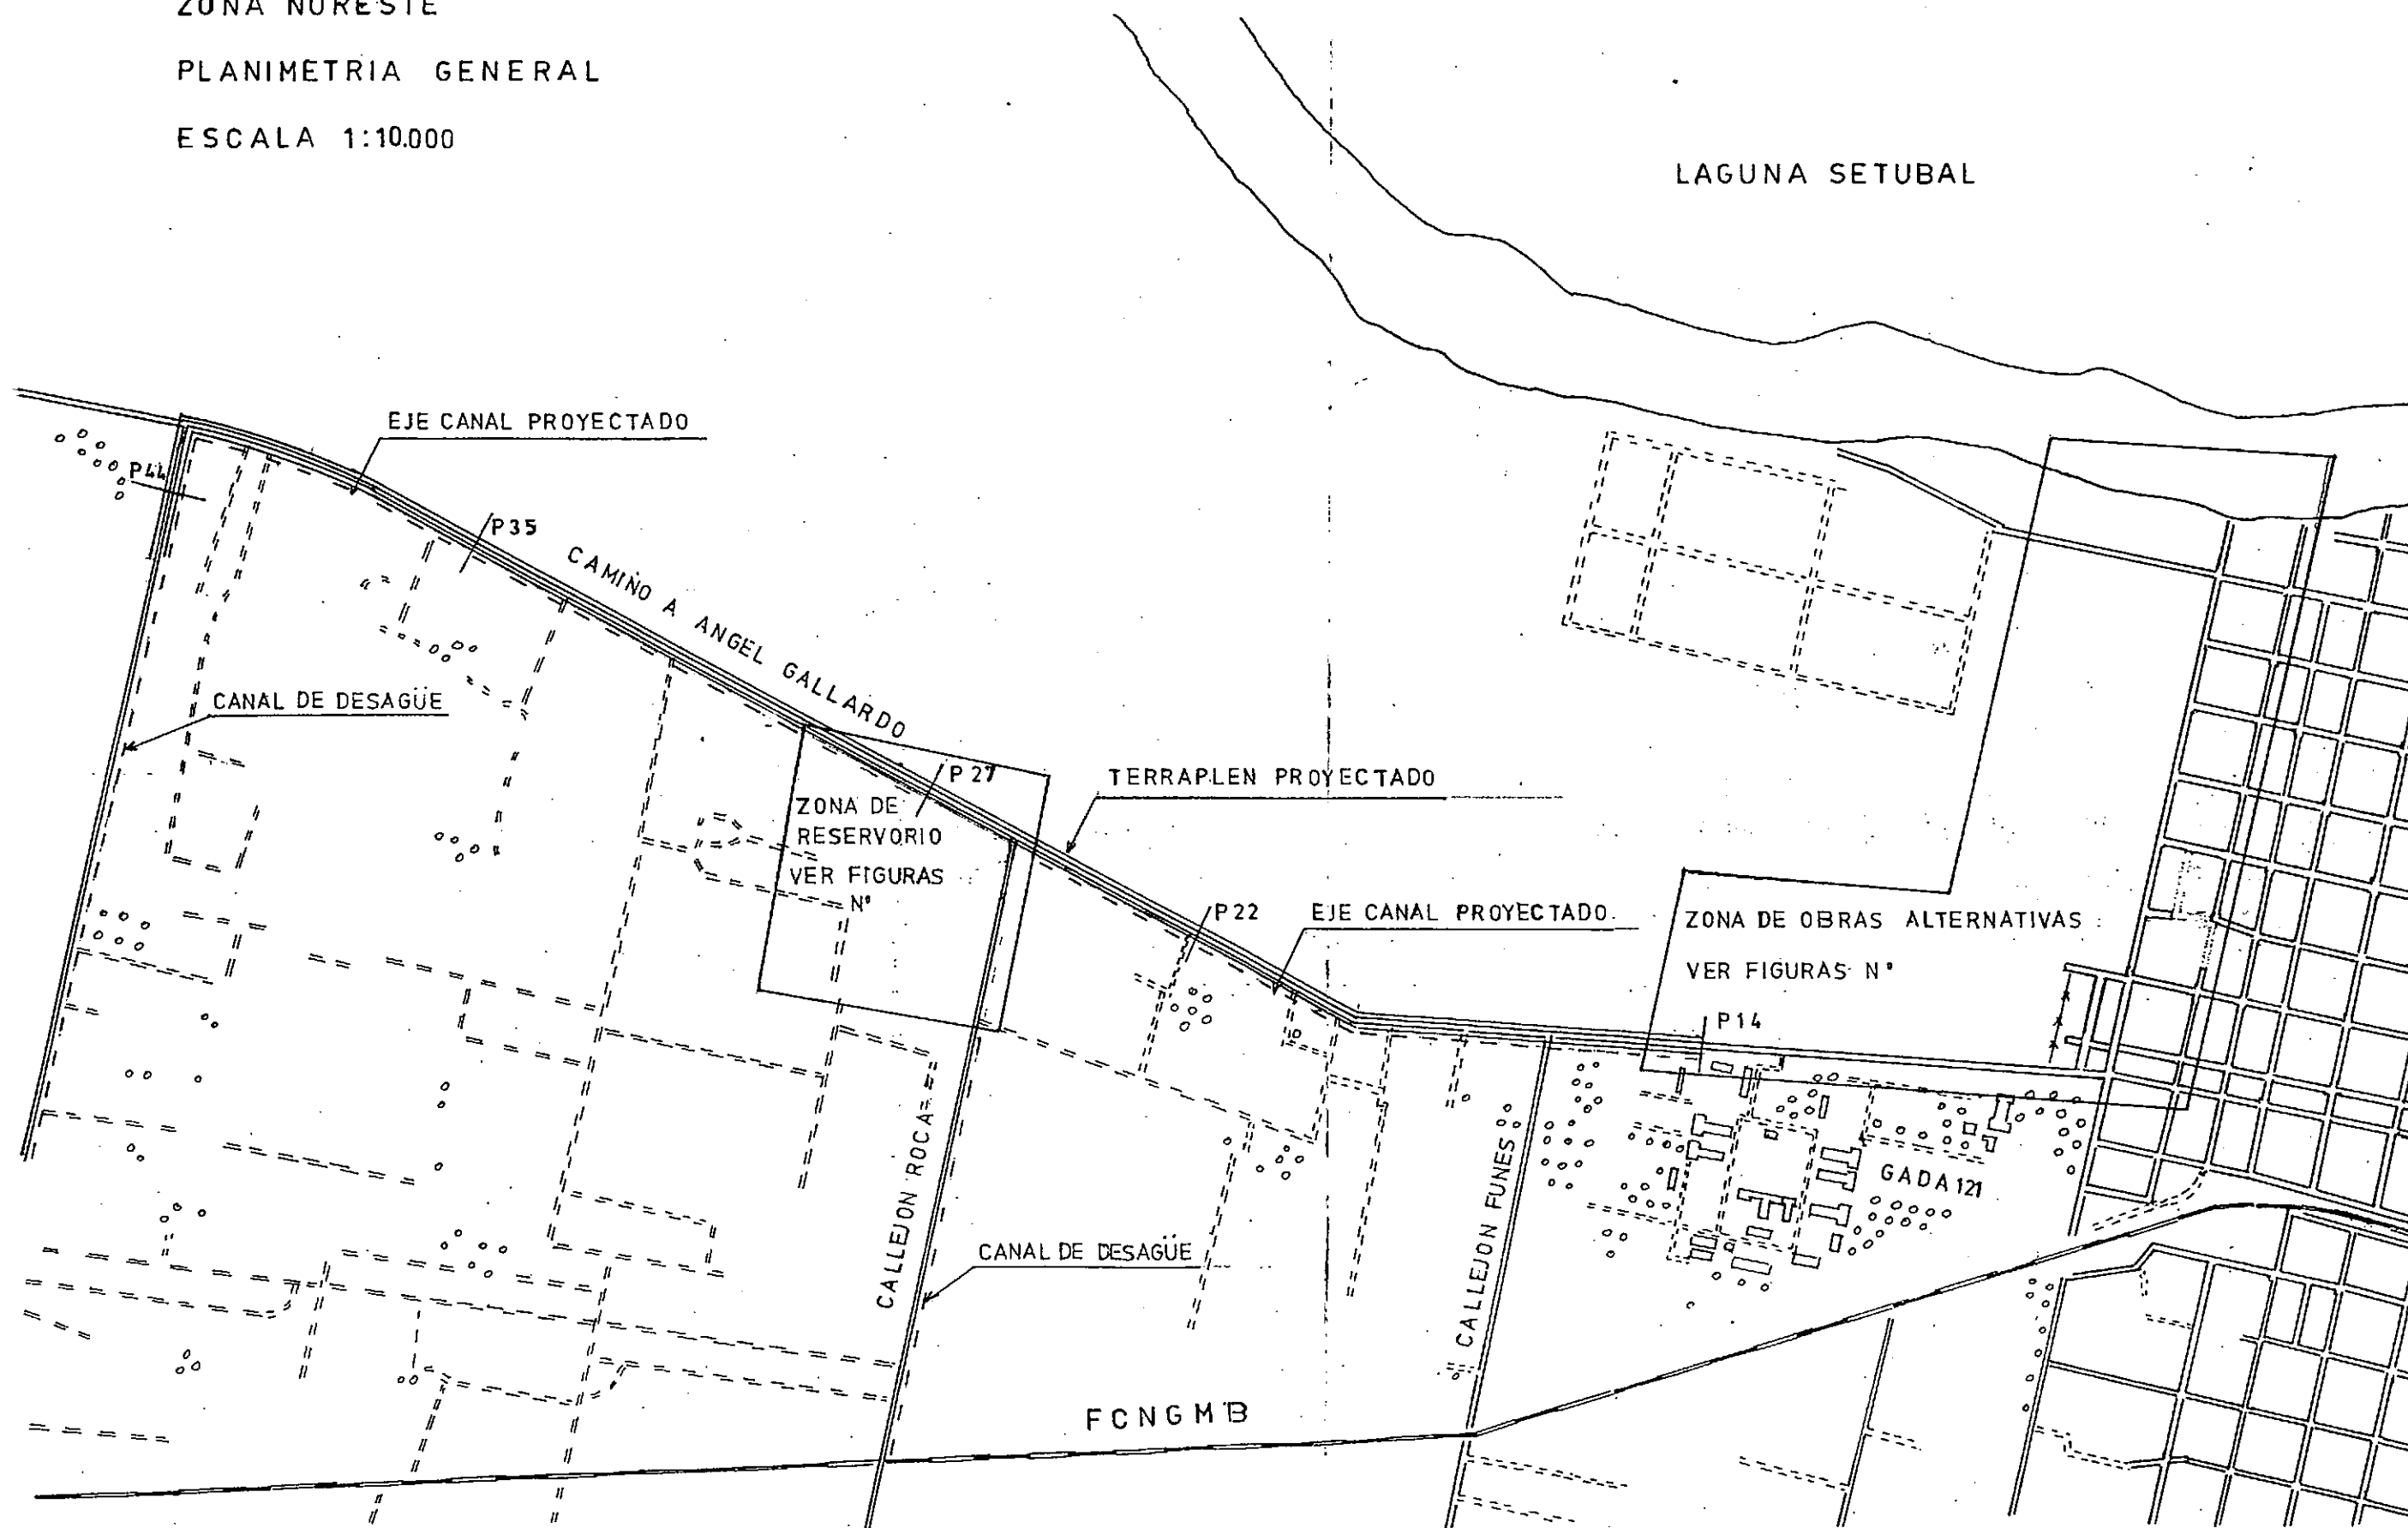 ZONA NORESTE
PLANIMETRIA GENERAL
ESCALA 1:10.000
LAGUNA SETUBAL
EJE CANAL PROYECTADO
P44
P35
CAMIÑO A ANGEL GALLARDO
CANAL DE DESAGÜE
P 27
TERRAPLEN PROYECTADO
ZONA DE
RESERVORIO
VER FIGURAS
N°
P22
EJE CANAL PROYECTADO
ZONA DE OBRAS ALTERNATIVAS
VER FIGURAS N°
P14
CALLEJON ROCA
CALLEJON FUNES
GADA 121
CANAL DE DESAGÜE
FCNGMB